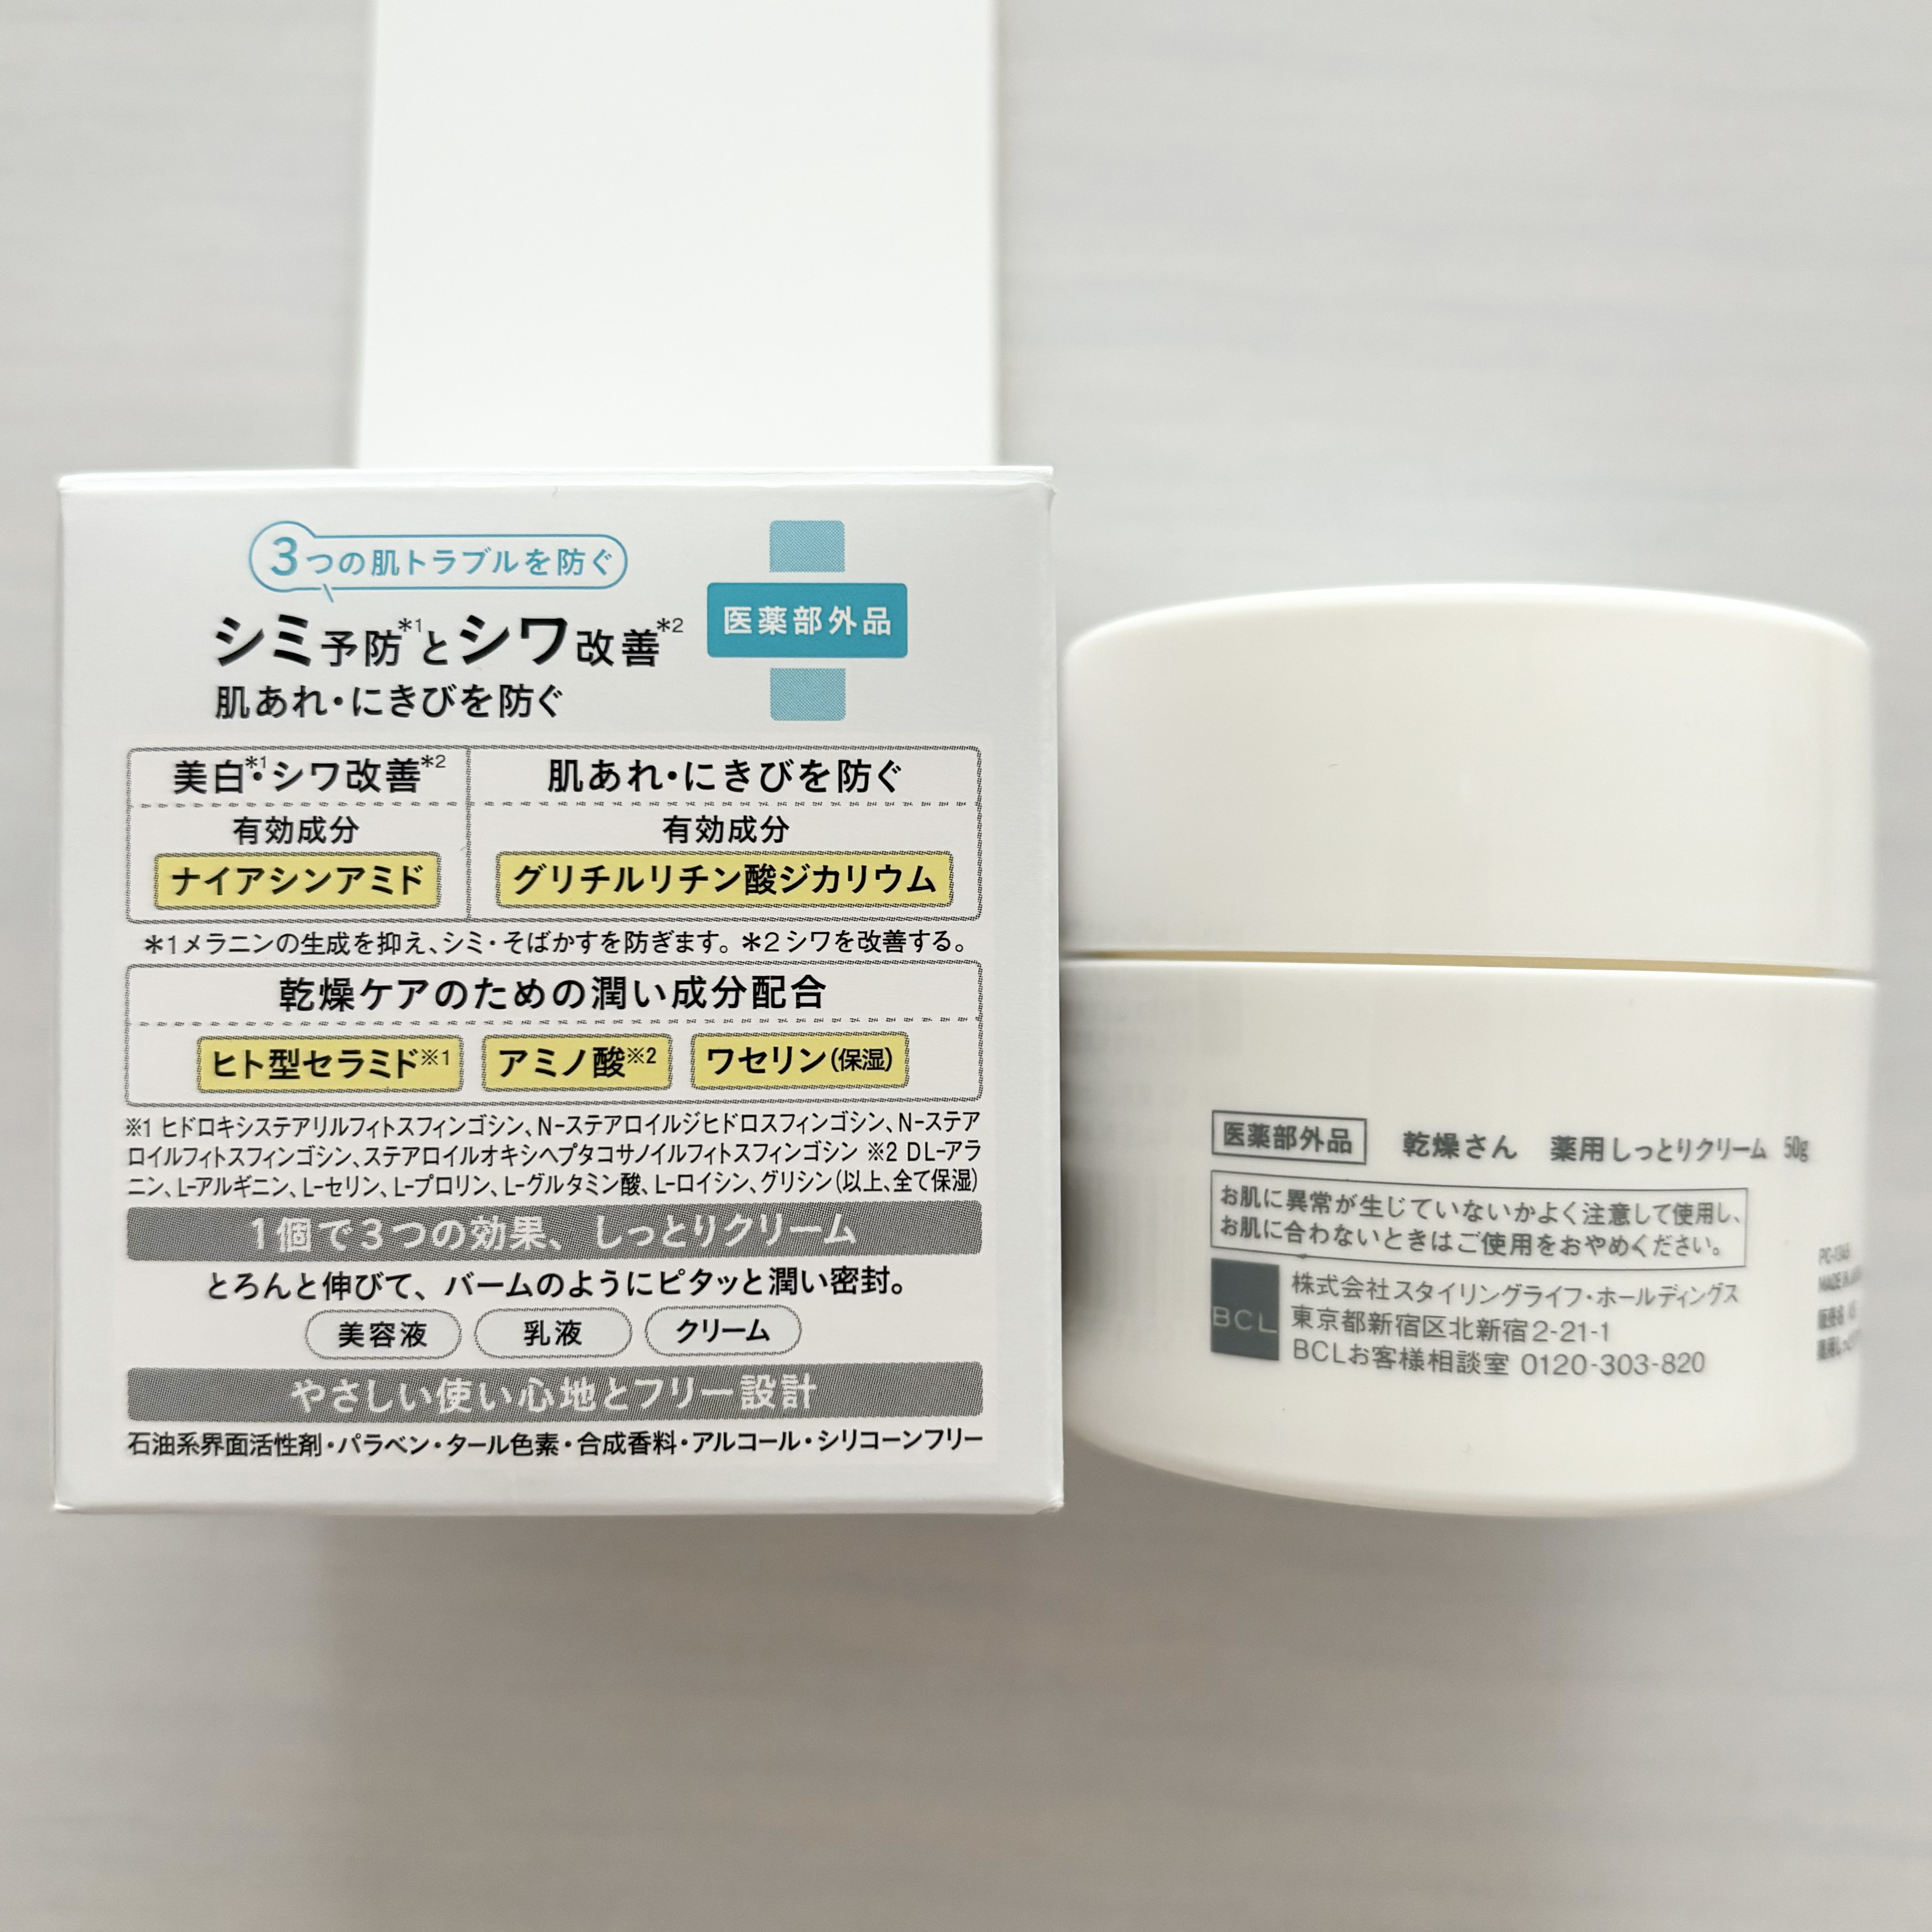 3つの肌トラブルを防ぐ
シミ予防*1とシワ改善*2
肌あれ・にきびを防ぐ
医薬部外品
美白*1・シワ改善*2
有効成分
ナイアシンアミド
肌あれ・にきびを防ぐ
有効成分
グリチルリチン酸ジカリウム
*1メラニンの生成を抑え、シミ・そばかすを防ぎます。*2シワを改善する。
乾燥ケアのための潤い成分配合
ヒト型セラミド※1 アミノ酸※2 ワセリン(保湿)
※1 ヒドロキシステアリルフィトスフィンゴシン、N-ステアロイルジヒドロスフィンゴシン、N-ステア
ロイルフィトスフィンゴシン、ステアロイルオキシヘプタコサノイルフィトスフィンゴシン ※2 DL-アラ
ニン、L-アルギニン、L-セリン、L-プロリン、L-グルタミン酸、L-ロイシン、グリシン(以上、全て保湿)
1個で3つの効果、しっとりクリーム
とろんと伸びて、バームのようにピタッと潤い密封。
美容液 乳液 クリーム
やさしい使い心地とフリー設計
石油系界面活性剤・パラベン・タール色素・合成香料・アルコール・シリコーンフリー
医薬部外品 乾燥さん 薬用しっとりクリーム 50g
お肌に異常が生じていないかよく注意して使用し、
お肌に合わないときはご使用をおやめください。
BCL
株式会社スタイリングライフ・ホールディングス
東京都新宿区北新宿2-21-1
BCLお客様相談室 0120-303-820